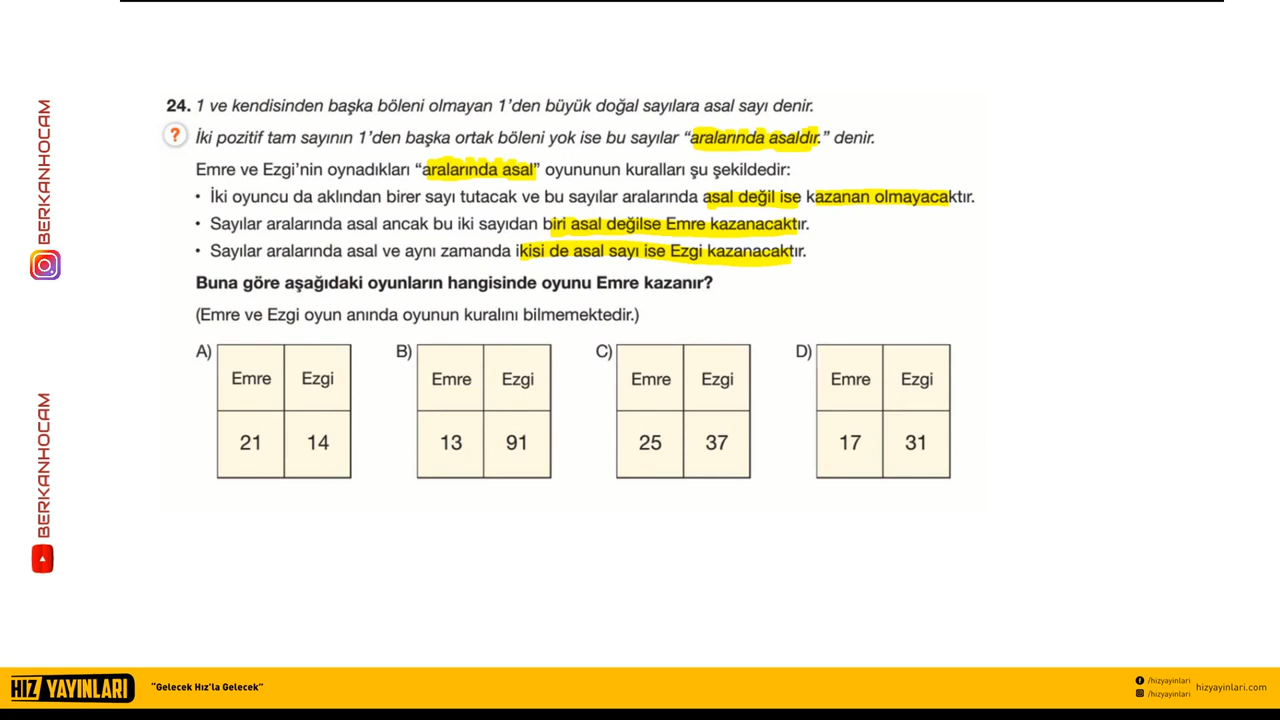 24. 1 ve kendisinden başka böleni olmayan 1'den büyük doğal sayılara asal sayı denir.
? İki pozitif tam sayının 1'den başka ortak böleni yok ise bu sayılar “aralarında asaldır.” denir.
Emre ve Ezgi'nin oynadıkları “aralarında asal” oyununun kuralları şu şekildedir:
• İki oyuncu da aklından birer sayı tutacak ve bu sayılar aralarında asal değil ise kazanan olmayacaktır.
• Sayılar aralarında asal ancak bu iki sayıdan biri asal değilse Emre kazanacaktır.
• Sayılar aralarında asal ve aynı zamanda ikisi de asal sayı ise Ezgi kazanacaktır.
Buna göre aşağıdaki oyunların hangisinde oyunu Emre kazanır?
(Emre ve Ezgi oyun anında oyunun kuralını bilmemektedir.)
A) Emre Ezgi
21 14
B) Emre Ezgi
13 91
C) Emre Ezgi
25 37
D) Emre Ezgi
17 31
BERKANHOCAM
BERKANHOCAM
HIZ YAYINLARI
“Gelecek Hız'la Gelecek”
/hizyayinlari
/hizyayinlari
hizyayinlari.com